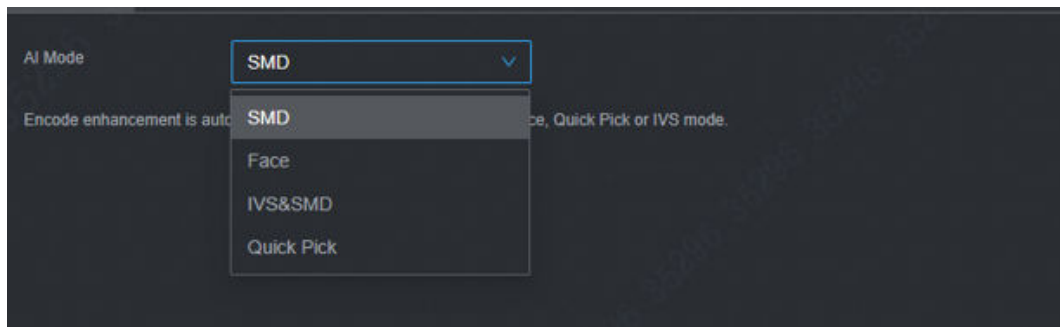 AI Mode
SMD
SMD
Encode enhancement is auto ce, Quick Pick or IVS mode.
Face
IVS&SMD
Quick Pick